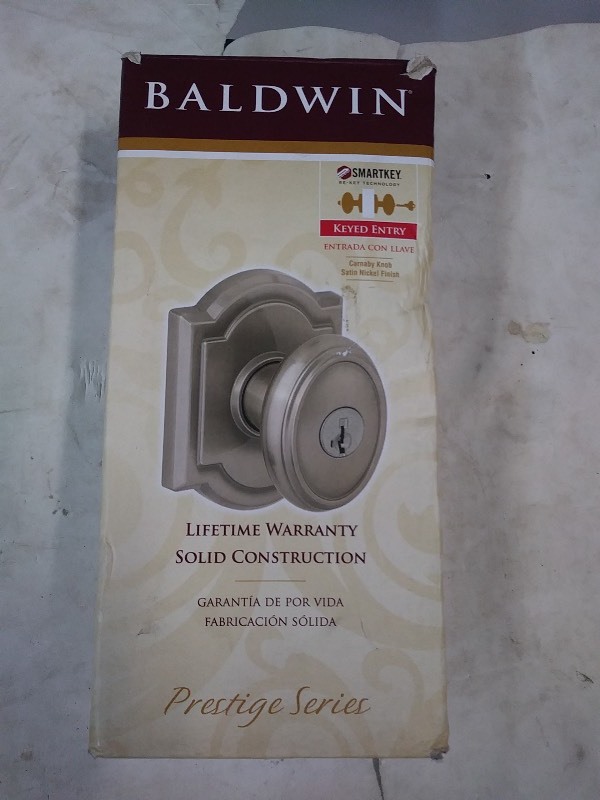 BALDWIN
SMARTKEY
RE-KEY TECHNOLOGY
KEYED ENTRY
ENTRADA CON LLAVE
Carnaby Knob
Satin Nickel Finish
LIFETIME WARRANTY
SOLID CONSTRUCTION
GARANTÍA DE POR VIDA
FABRICACIÓN SÓLIDA
Prestige Series